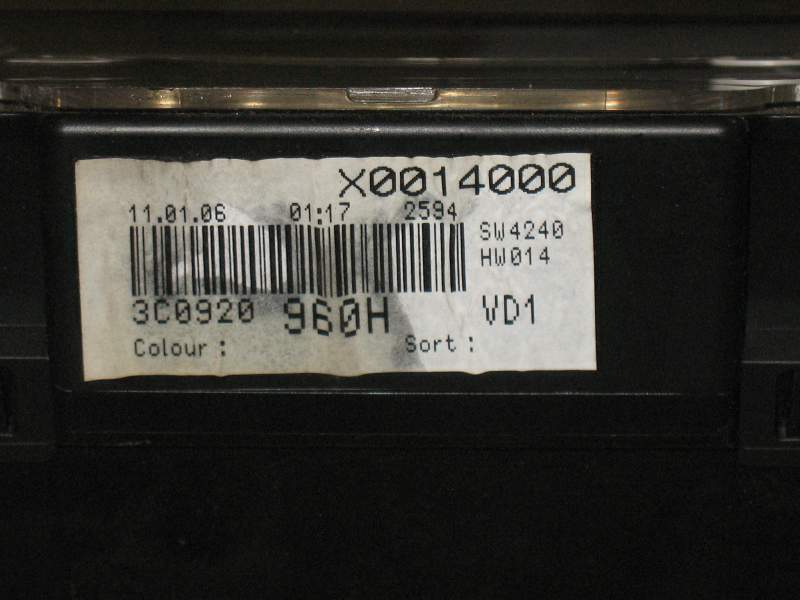 X0014000
11.01.06 01:17 2594
SW4240
HW014
3C0920 960H VD1
Colour : Sort :